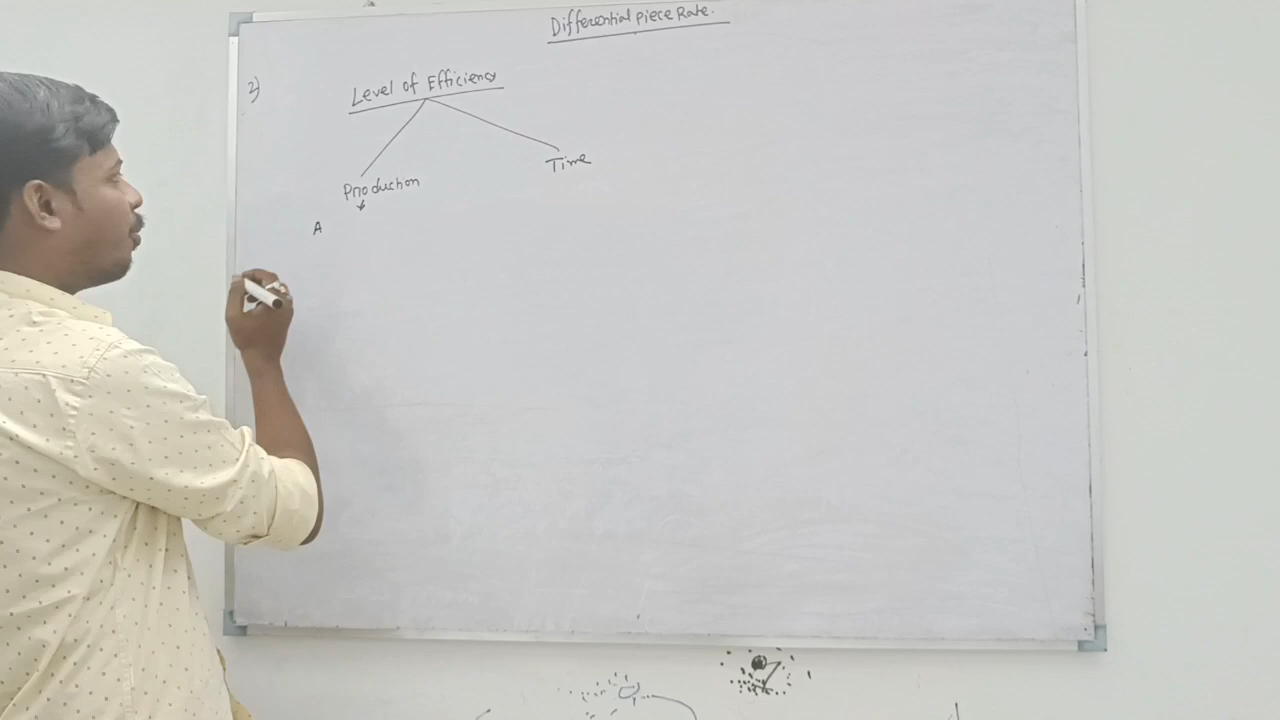 Differential piece Rate.
2)
Level of Efficiency
Time
Production
A